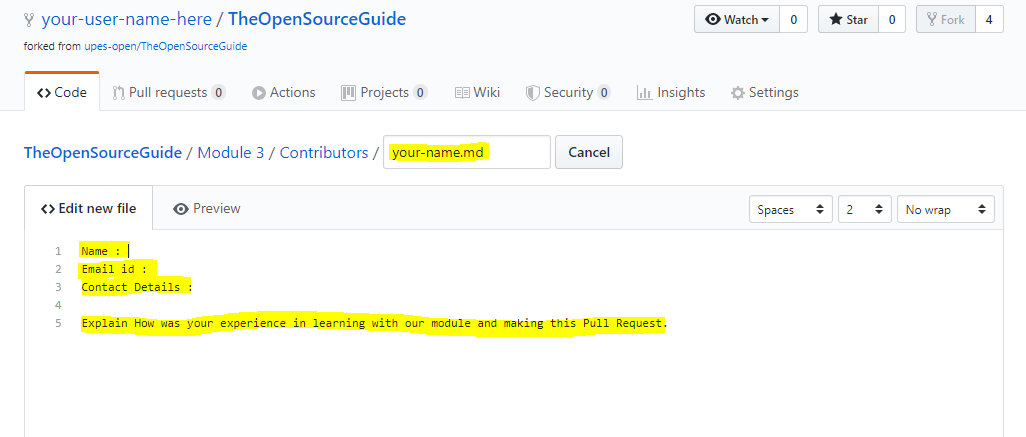 your-user-name-here / TheOpenSourceGuide
Watch 0 Star 0 Fork 4
forked from upes-open/TheOpenSourceGuide
Code Pull requests 0 Actions Projects 0 Wiki Security 0 Insights Settings
TheOpenSourceGuide / Module 3 / Contributors / your-name.md Cancel
Edit new file Preview Spaces 2 No wrap
1 Name :
2 Email id :
3 Contact Details :
4
5 Explain How was your experience in learning with our module and making this Pull Request.